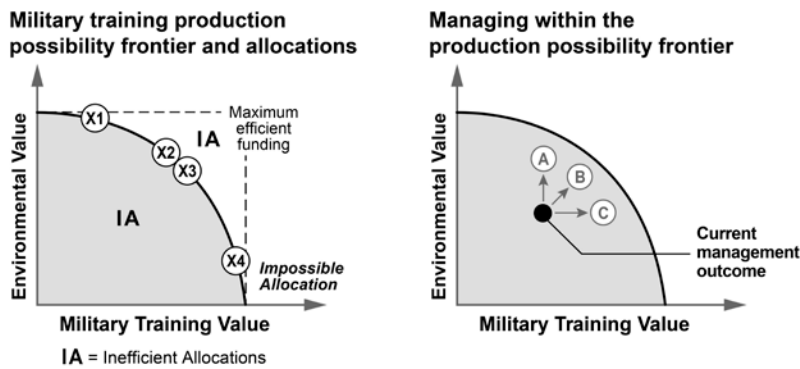 Military training production
possibility frontier and allocations
Environmental Value
X1
X2
X3
X4
IA
IA
Maximum
efficient
funding
Impossible
Allocation
Military Training Value
IA = Inefficient Allocations
Managing within the
production possibility frontier
Environmental Value
A
B
C
Current
management
outcome
Military Training Value